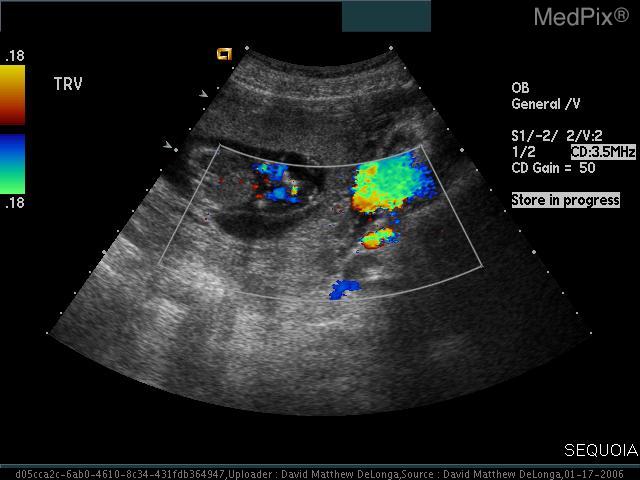 MedPix®
.18
TRV
.18
OB
General /V
S1/-2/ 2/V:2
1/2 CD:3.5MHz
CD Gain = 50
Store in progress
SEQUOIA
d05cca2c-6ab0-4610-8c34-431fdb364947,Uploader : David Matthew DeLonga,Source : David Matthew DeLonga,01-17-2006